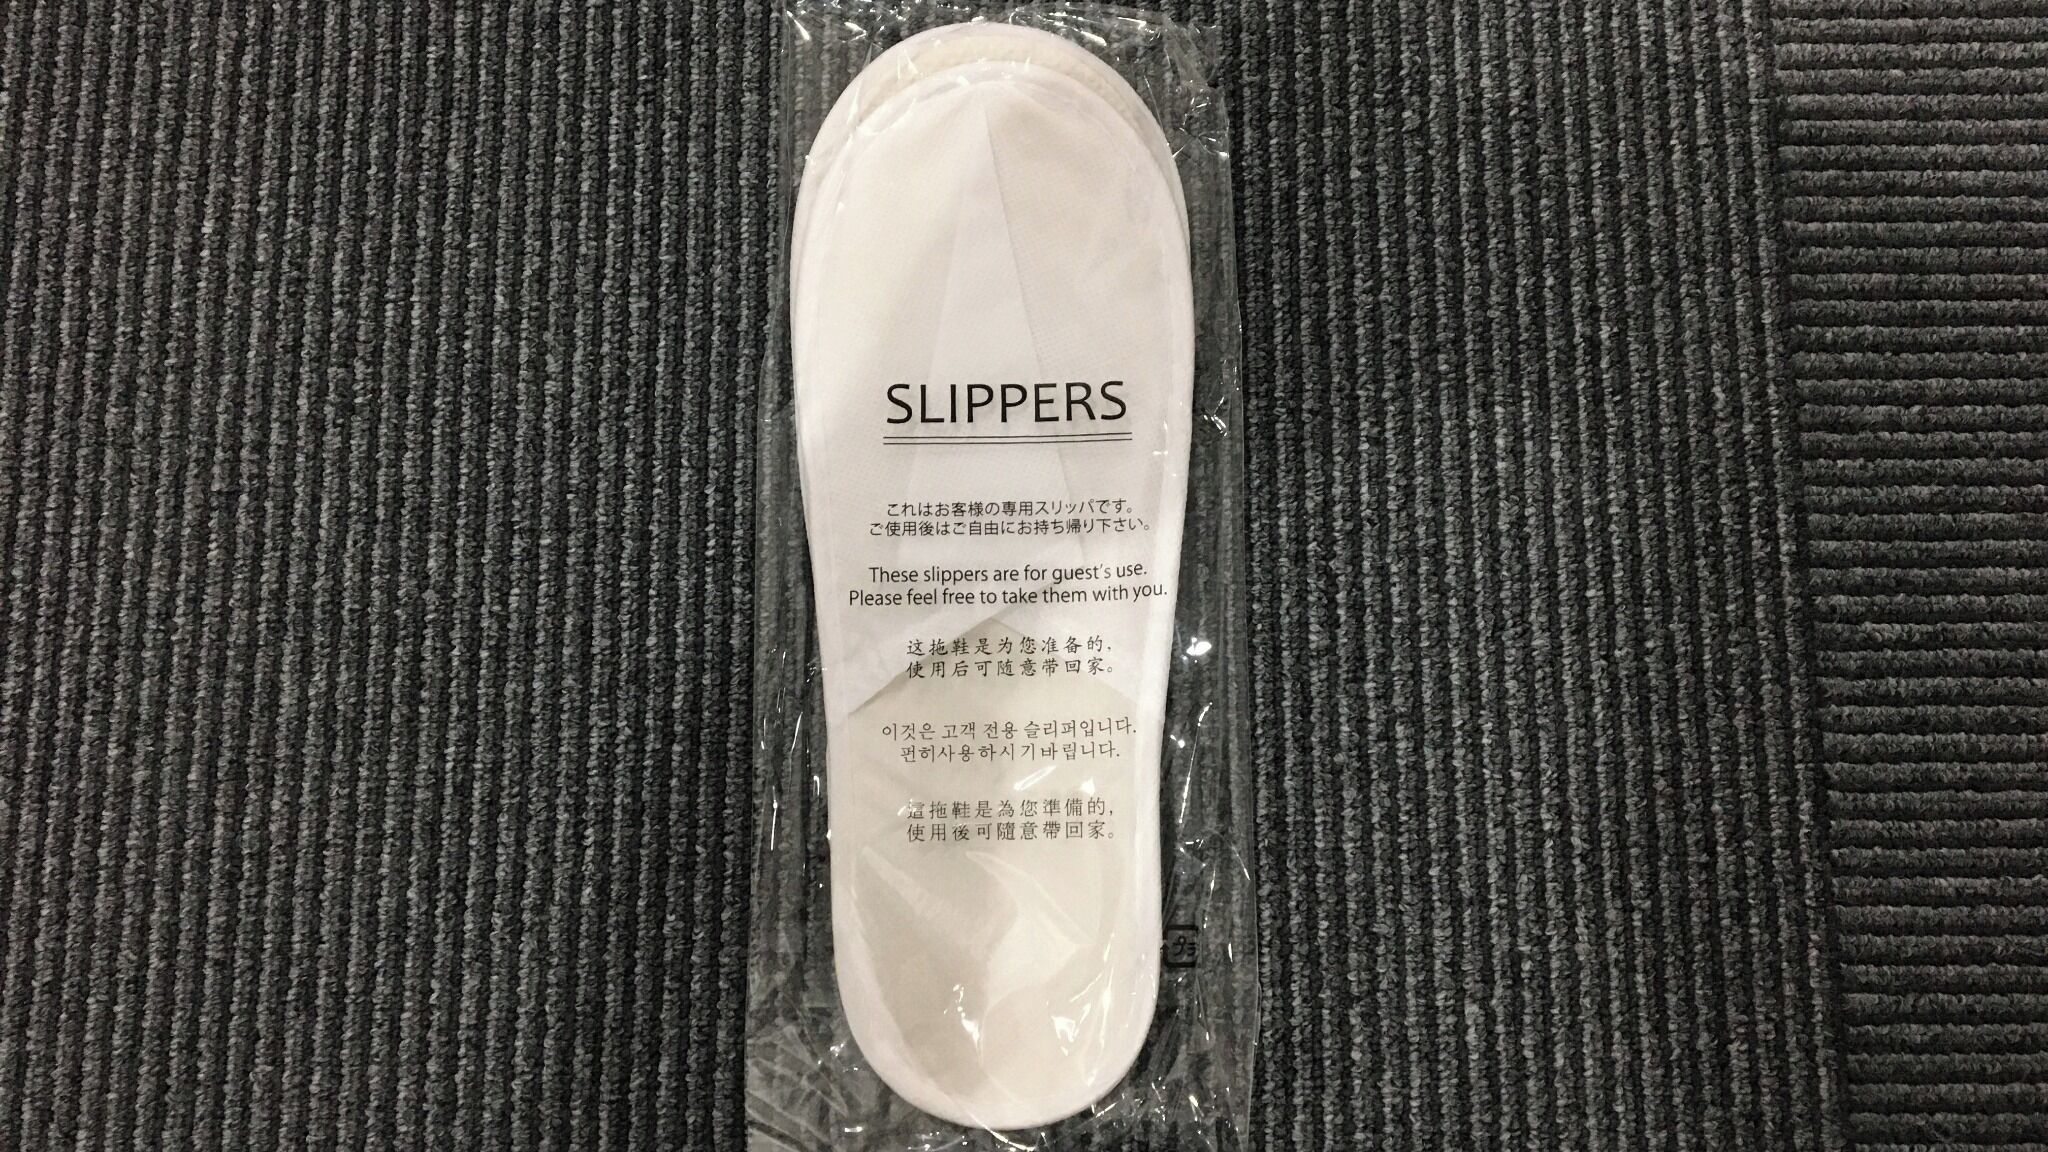 SLIPPERS
これはお客様の専用スリッパです。
ご使用後はご自由にお持ち帰り下さい。
These slippers are for guest's use.
Please feel free to take them with you.
这拖鞋是为您准备的,
使用后可随意带回家。
이것은 고객 전용 슬리퍼입니다.
편히사용하시기바랍니다.
這拖鞋是為您準備的,
使用後可隨意帶回家。
プラ